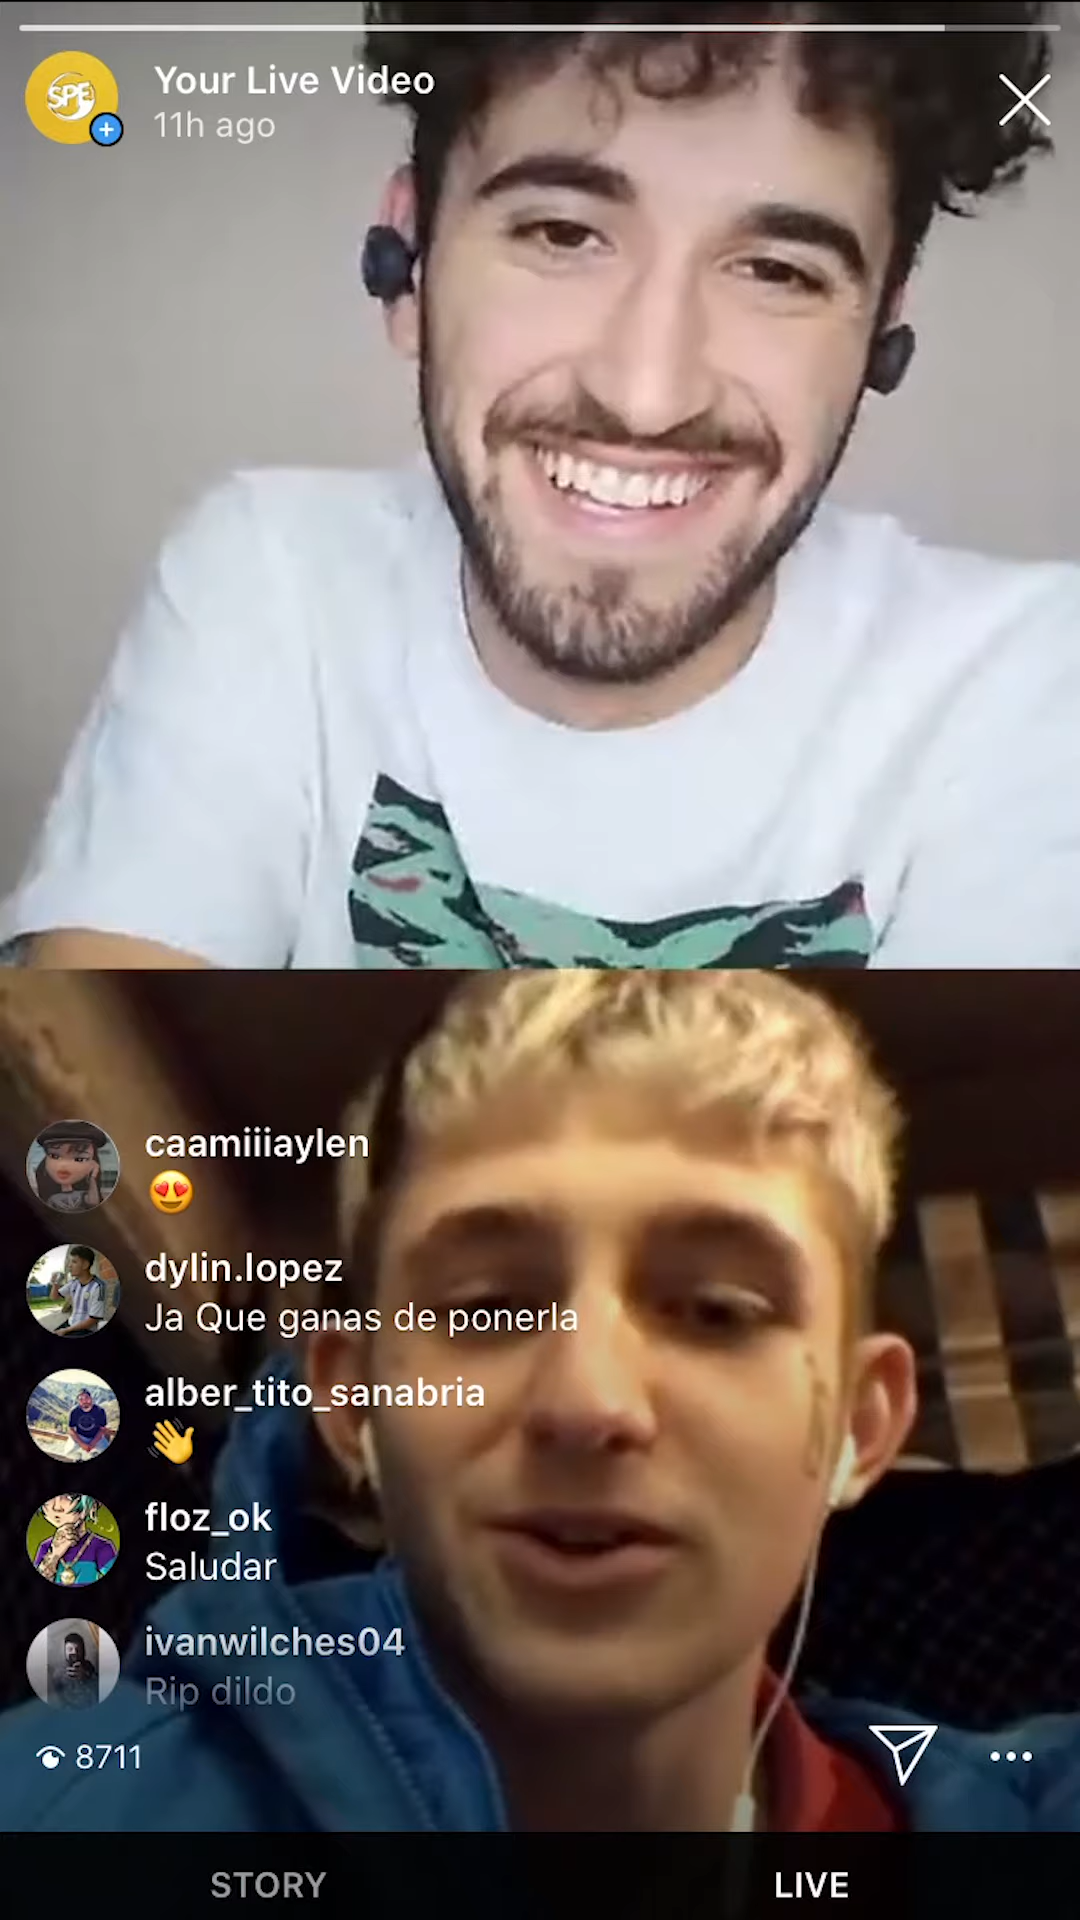 SPE
Your Live Video
11h ago
caamiiiaylen
😍
dylin.lopez
Ja Que ganas de ponerla
alber_tito_sanabria
👋
floz_ok
Saludar
ivanwilches04
Rip dildo
8711
STORY
LIVE